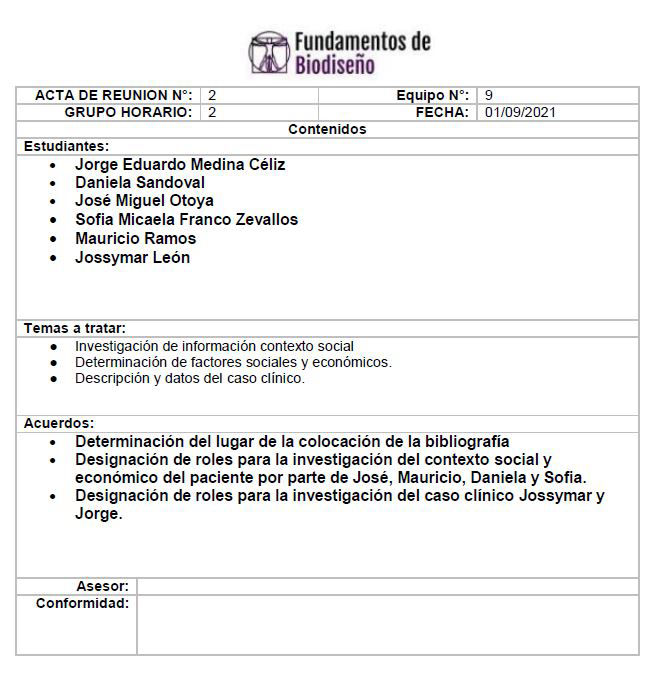 Fundamentos de
Biodiseño
ACTA DE REUNION N°: 2 Equipo N°: 9
GRUPO HORARIO: 2 FECHA: 01/09/2021
Contenidos
Estudiantes:
• Jorge Eduardo Medina Céliz
• Daniela Sandoval
• José Miguel Otoya
• Sofia Micaela Franco Zevallos
• Mauricio Ramos
• Jossymar León
Temas a tratar:
• Investigación de información contexto social
• Determinación de factores sociales y económicos.
• Descripción y datos del caso clínico.
Acuerdos:
• Determinación del lugar de la colocación de la bibliografía
• Designación de roles para la investigación del contexto social y
económico del paciente por parte de José, Mauricio, Daniela y Sofia.
• Designación de roles para la investigación del caso clínico Jossymar y
Jorge.
Asesor:
Conformidad: